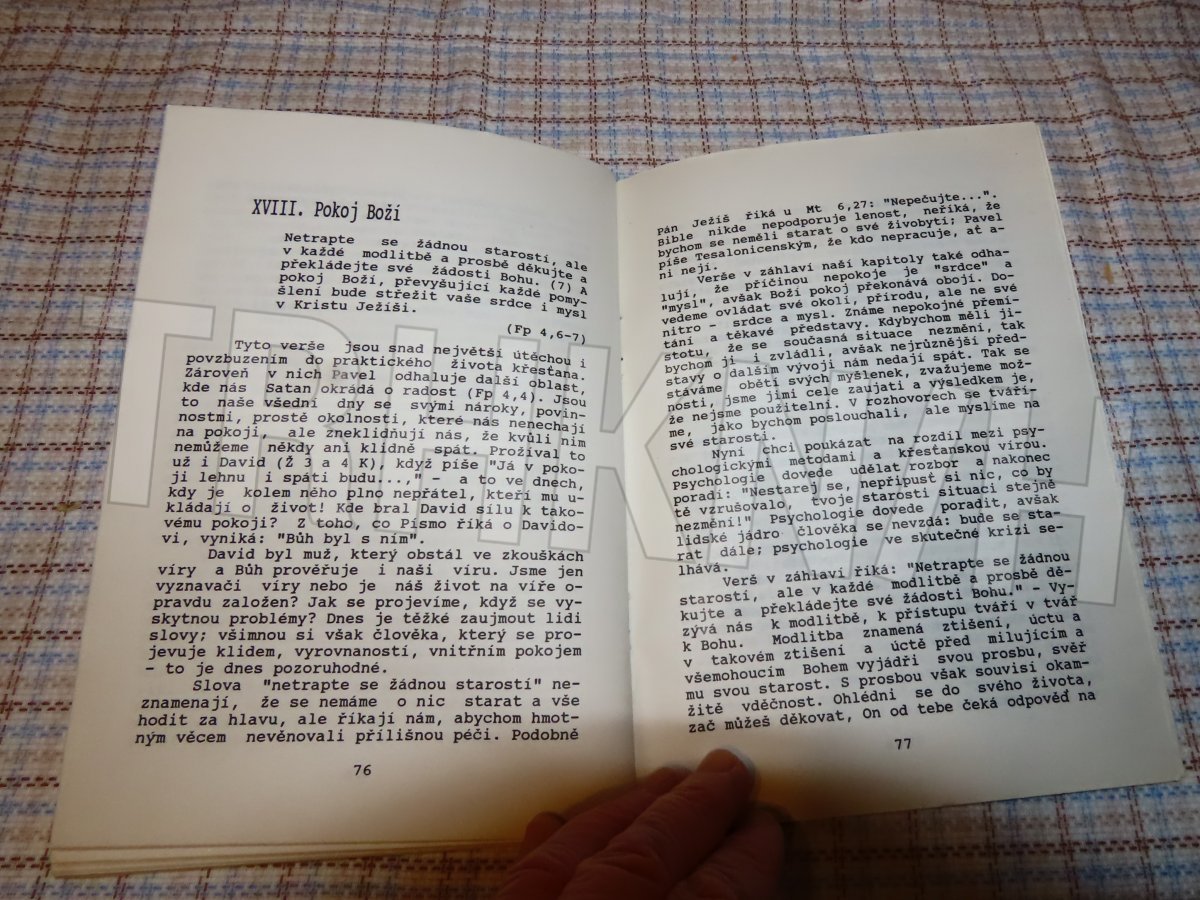 XVIII. Pokoj Boží
Netrapte se žádnou starostí, ale
v každé modlitbě a prosbě děkujte a
překládejte své žádosti Bohu. (7) A
pokoj Boží, převyšující každé pomy-
šlení bude střežit vaše srdce i mysl
v Kristu Ježíši.
(Fp 4,6-7)
Tyto verše jsou snad největší útěchou i
povzbuzením do praktického života křesťana.
Zároveň v nich Pavel odhaluje další oblast,
kde nás Satan okrádá o radost (Fp 4,4). Jsou
to naše všední dny se svými nároky, povin-
nostmi, prostě okolnosti, které nás nenechají
na pokoji, ale zneklidňují nás, že kvůli nim
nemůžeme někdy ani klidně spát. Prožíval to
už i David (Ž 3 a 4 K), když píše "Já v poko-
ji lehnu i spáti budu...," - a to ve dnech,
kdy je kolem něho plno nepřátel, kteří mu u-
kládají o život! Kde bral David sílu k tako-
vému pokoji? Z toho, co Písmo říká o Davido-
vi, vyniká: "Bůh byl s ním".
David byl muž, který obstál ve zkouškách
víry a Bůh prověřuje i naši víru. Jsme jen
vyznavači víry nebo je náš život na víře o-
pravdu založen? Jak se projevíme, když se vy-
skytnou problémy? Dnes je těžké zaujmout lidi
slovy; všimnou si však člověka, který se pro-
jevuje klidem, vyrovnaností, vnitřním pokojem
- to je dnes pozoruhodné.
Slova "netrapte se žádnou starostí" ne-
znamenají, že se nemáme o nic starat a vše
hodit za hlavu, ale říkají nám, abychom hmot-
ným věcem nevěnovali přílišnou péči. Podobně
76
pán Ježíš říká u Mt 6,27: "Nepečujte...".
Bible nikde nepodporuje lenost, neříká, že
bychom se neměli starat o své živobytí; Pavel
píše Tesalonicenským, že kdo nepracuje, ať a-
ni nejí.
Verše v záhlaví naší kapitoly také odha-
lují, že příčinou nepokoje je "srdce" a
"mysl", avšak Boží pokoj překonává obojí. Do-
vedeme ovládat své okolí, přírodu, ale ne své
nitro - srdce a mysl. Známe nepokojné přemí-
tání a těkavé představy. Kdybychom měli ji-
stotu, že se současná situace nezmění, tak
bychom ji i zvládli, avšak nejrůznější před-
stavy o dalším vývoji nám nedají spát. Tak se
stáváme obětí svých myšlenek, zvažujeme mož-
nosti, jsme jimi cele zaujati a výsledkem je,
že nejsme použitelní. V rozhovorech se tváří-
me, jako bychom poslouchali, ale myslíme na
své starosti.
Nyní chci poukázat na rozdíl mezi psy-
chologickými metodami a křesťanskou vírou.
Psychologie dovede udělat rozbor a nakonec
poradí: "Nestarej se, nepřipusť si nic, co by
tě vzrušovalo, tvoje starosti situaci stejně
nezmění!" Psychologie dovede poradit, avšak
lidské jádro člověka se nevzdá: bude se sta-
rat dále; psychologie ve skutečné krizi se-
lhává.
Verš v záhlaví říká: "Netrapte se žádnou
starostí, ale v každé modlitbě a prosbě dě-
kujte a překládejte své žádosti Bohu." - Vy-
zývá nás k modlitbě, k přístupu tváří v tvář
k Bohu. Modlitba znamená ztišení, úctu a
v takovém ztišení a úctě před milujícím a
všemohoucím Bohem vyjádři svou prosbu, svěř
mu svou starost. S prosbou však souvisí okam-
žitě vděčnost. Ohlédni se do svého života,
zač můžeš děkovat, On od tebe čeká odpověď na
77